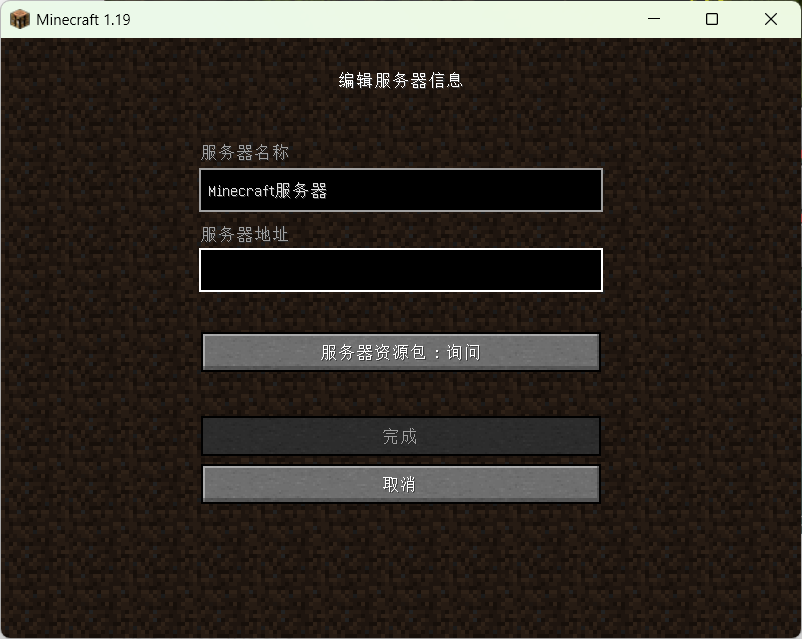 Minecraft 1.19
编辑服务器信息
服务器名称
Minecraft服务器
服务器地址
服务器资源包：询问
完成
取消